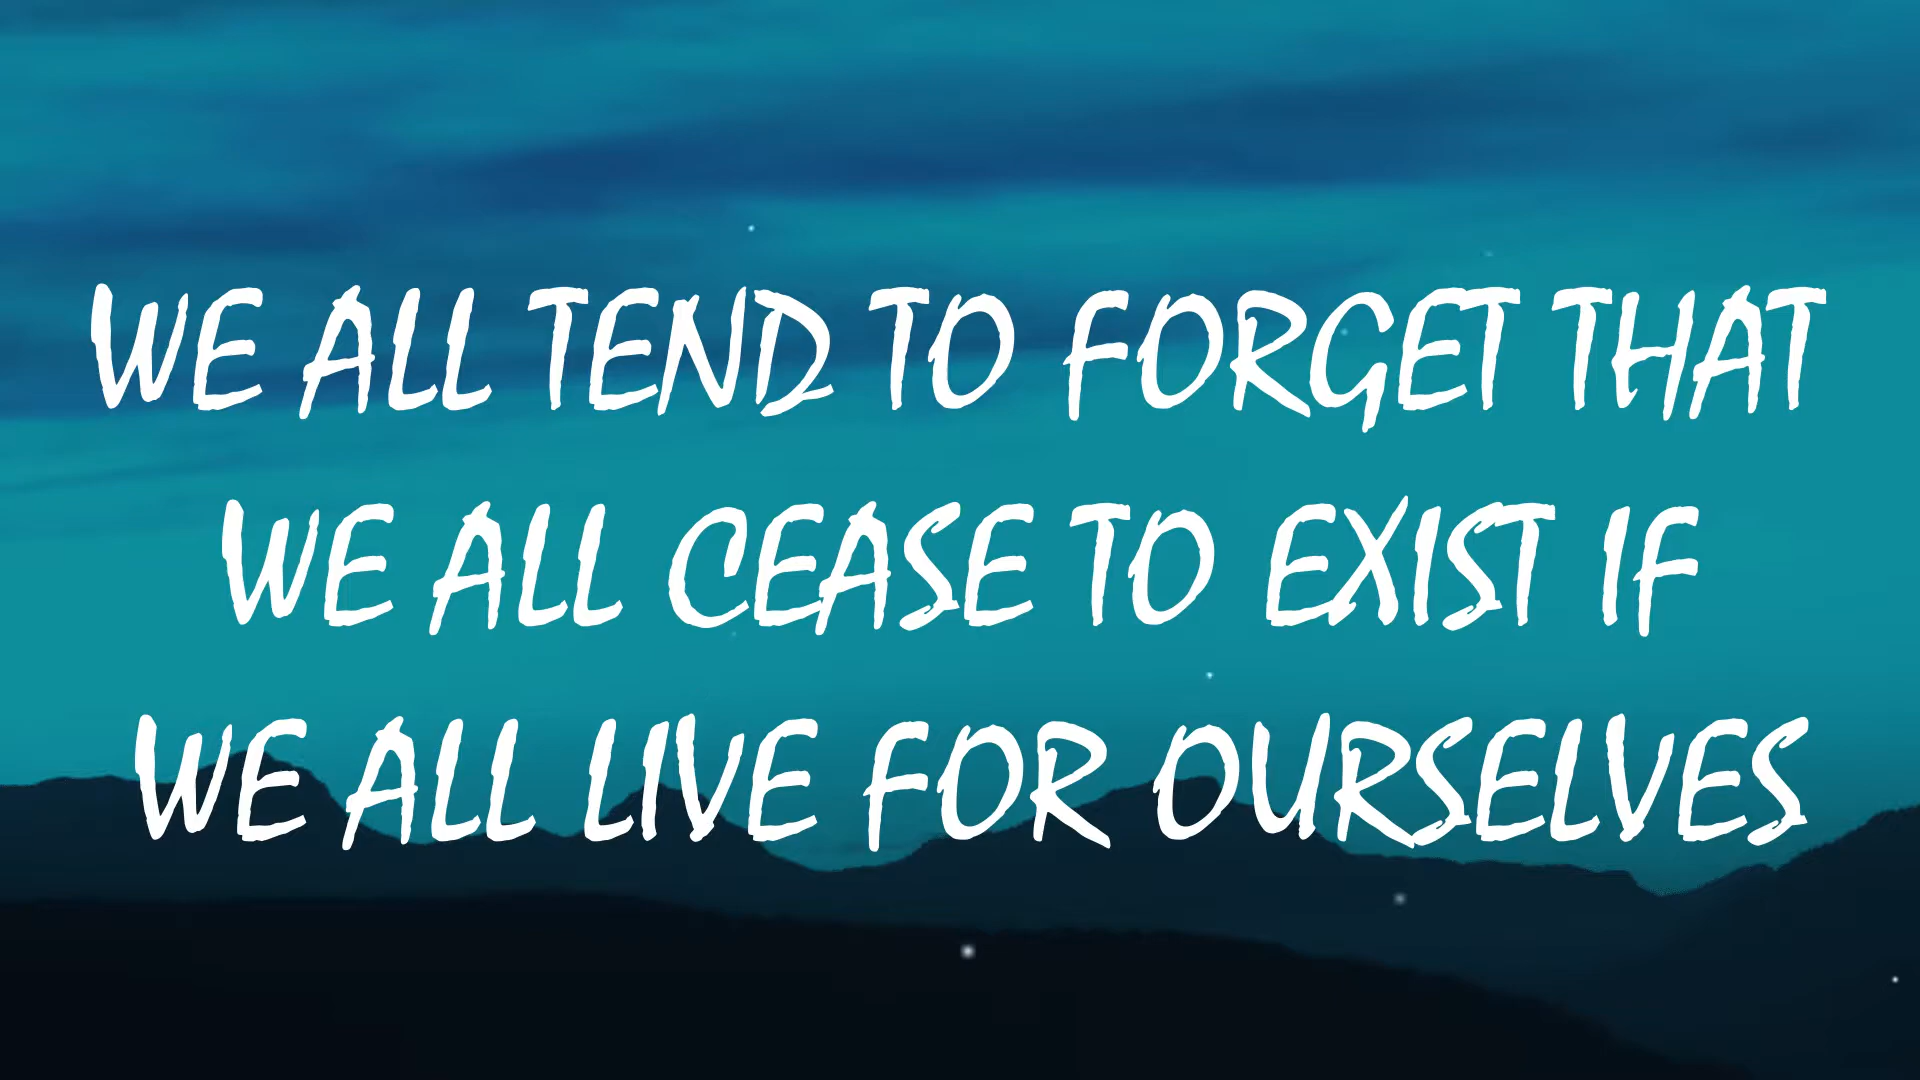 WE ALL TEND TO FORGET THAT
WE ALL CEASE TO EXIST IF
WE ALL LIVE FOR OURSELVES